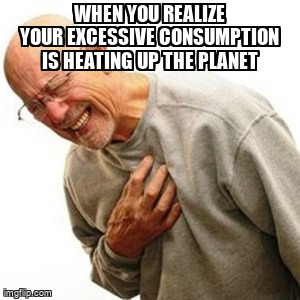 WHEN YOU REALIZE
YOUR EXCESSIVE CONSUMPTION
IS HEATING UP THE PLANET
imgflip.com